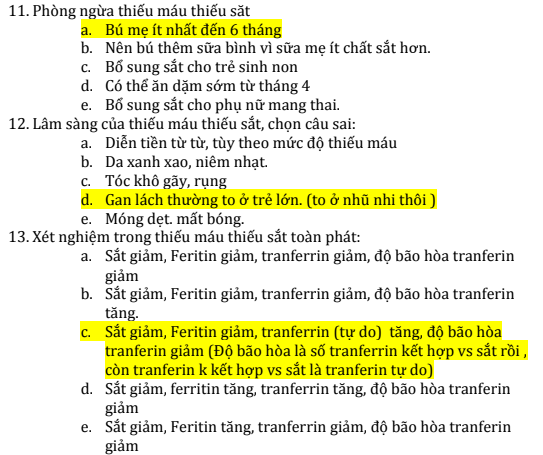 11. Phòng ngừa thiếu máu thiếu săt
a. Bú mẹ ít nhất đến 6 tháng
b. Nên bú thêm sữa bình vì sữa mẹ ít chất sắt hơn.
c. Bổ sung sắt cho trẻ sinh non
d. Có thể ăn dặm sớm từ tháng 4
e. Bổ sung sắt cho phụ nữ mang thai.
12. Lâm sàng của thiếu máu thiếu sắt, chọn câu sai:
a. Diễn tiền từ từ, tùy theo mức độ thiếu máu
b. Da xanh xao, niêm nhạt.
c. Tóc khô gãy, rụng
d. Gan lách thường to ở trẻ lớn. (to ở nhũ nhi thôi )
e. Móng dẹt. mất bóng.
13. Xét nghiệm trong thiếu máu thiếu sắt toàn phát:
a. Sắt giảm, Feritin giảm, tranferrin giảm, độ bão hòa tranferin
giảm
b. Sắt giảm, Feritin giảm, tranferrin giảm, độ bão hòa tranferin
tăng.
c. Sắt giảm, Feritin giảm, tranferrin (tự do) tăng, độ bão hòa
tranferin giảm (Độ bão hòa là số tranferrin kết hợp vs sắt rồi ,
còn tranferin k kết hợp vs sắt là tranferin tự do)
d. Sắt giảm, ferritin tăng, tranferrin tăng, độ bão hòa tranferin
giảm
e. Sắt giảm, Feritin tăng, tranferrin giảm, độ bão hòa tranferin
giảm